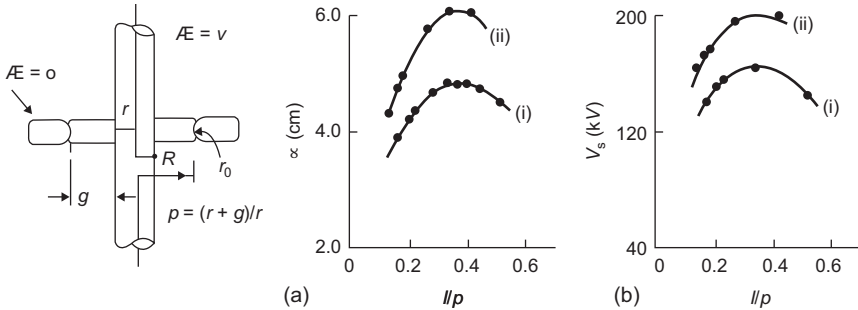 Æ = v
Æ = o
r
R
r₀
g
p = (r + g)/r
(a)
∝ (cm)
6.0
4.0
2.0
0
0.2
0.4
0.6
l/p
(ii)
(i)
(b)
Vs (kV)
200
120
40
0
0.2
0.4
0.6
l/p
(ii)
(i)